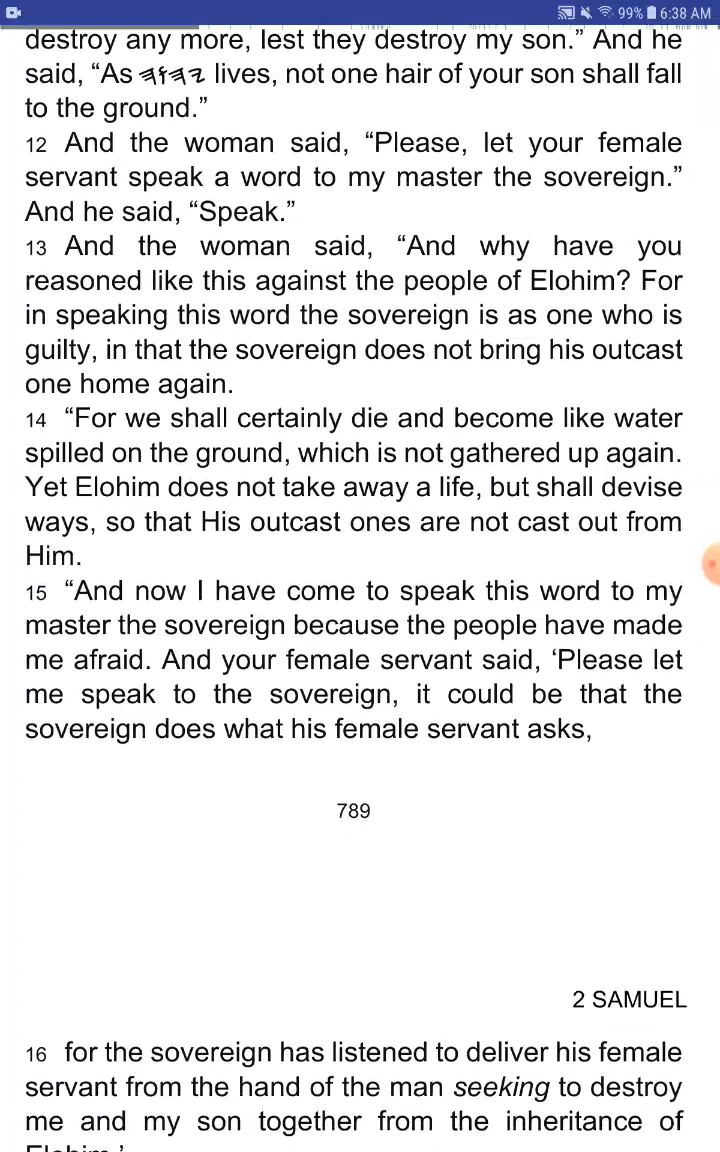 99% 6:38 AM
destroy any more, lest they destroy my son.” And he
said, “As 𐤉𐤄𐤅𐤄 lives, not one hair of your son shall fall
to the ground.”
12 And the woman said, “Please, let your female
servant speak a word to my master the sovereign.”
And he said, “Speak.”
13 And the woman said, “And why have you
reasoned like this against the people of Elohim? For
in speaking this word the sovereign is as one who is
guilty, in that the sovereign does not bring his outcast
one home again.
14 “For we shall certainly die and become like water
spilled on the ground, which is not gathered up again.
Yet Elohim does not take away a life, but shall devise
ways, so that His outcast ones are not cast out from
Him.
15 “And now I have come to speak this word to my
master the sovereign because the people have made
me afraid. And your female servant said, ‘Please let
me speak to the sovereign, it could be that the
sovereign does what his female servant asks,
789
2 SAMUEL
16 for the sovereign has listened to deliver his female
servant from the hand of the man seeking to destroy
me and my son together from the inheritance of
Elohim.’